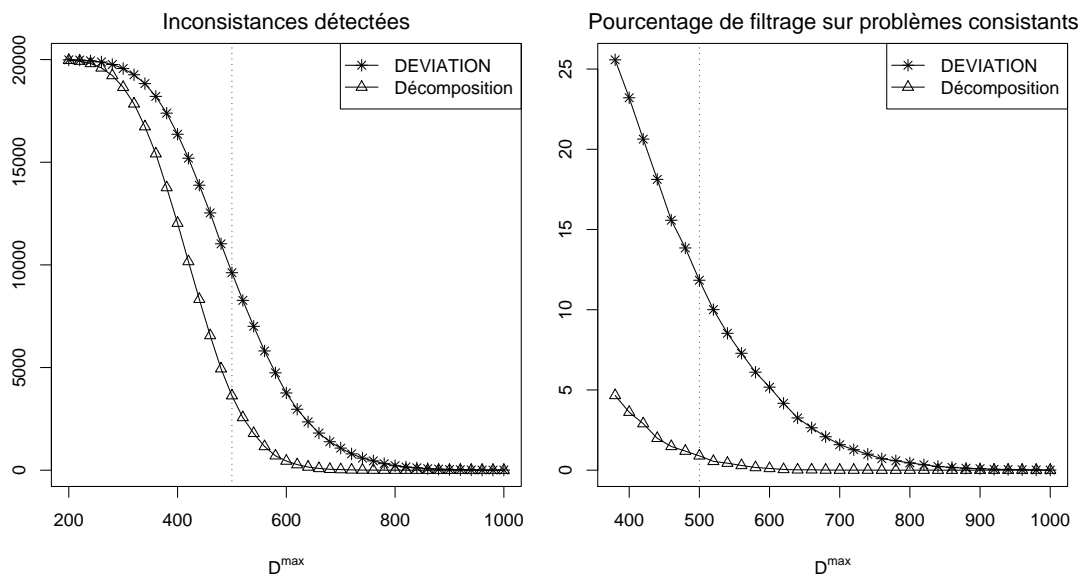 Inconsistances détectées
DEVIATION
Décomposition
20000
15000
10000
5000
0
200 400 600 800 1000
D^max
Pourcentage de filtrage sur problèmes consistants
DEVIATION
Décomposition
25
20
15
10
5
0
400 500 600 700 800 900 1000
D^max